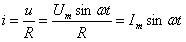 i = u/R = U_m sin ωt / R = I_m sin ωt